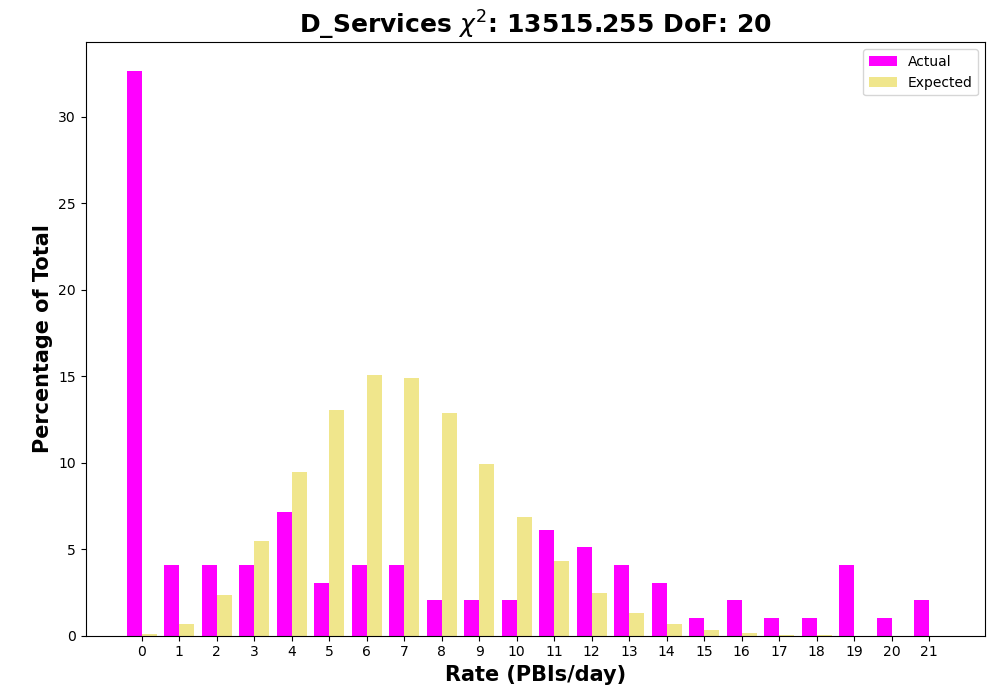 D_Services χ²: 13515.255 DoF: 20
Actual
Expected
Percentage of Total
30
25
20
15
10
5
0
0 1 2 3 4 5 6 7 8 9 10 11 12 13 14 15 16 17 18 19 20 21
Rate (PBIs/day)